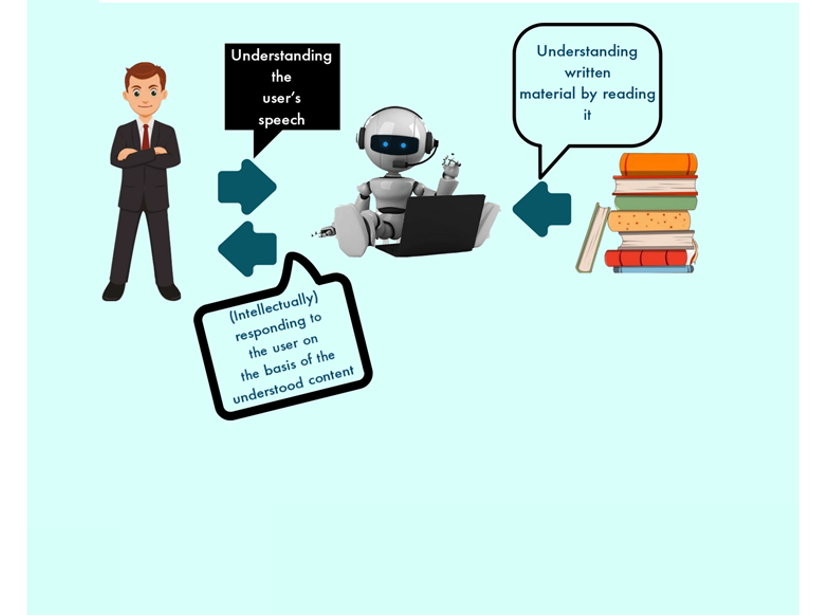 Understanding
the
user's
speech
Understanding
written
material by reading
it
(Intellectually)
responding to
the user on
the basis of the
understood content